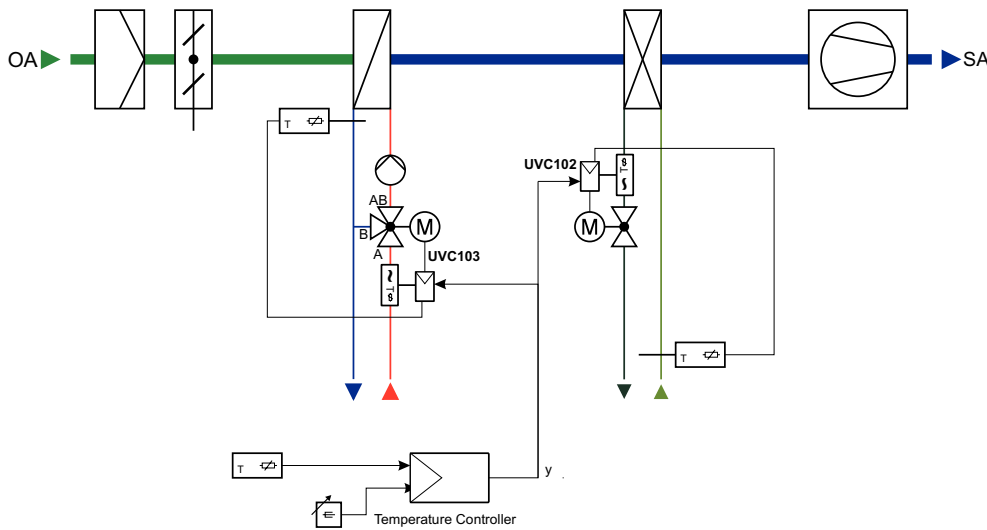 OA
SA
T
UVC102
T
AB
M
M
B
UVC103
A
T
T
T
y
Temperature Controller